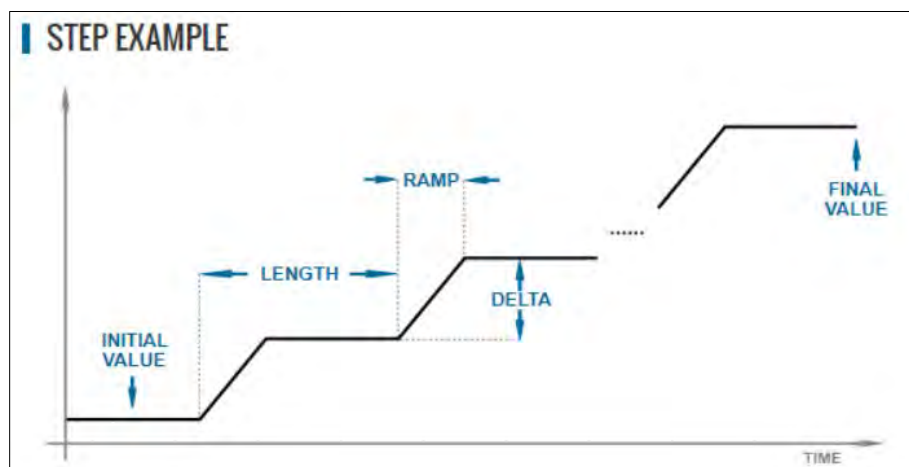 STEP EXAMPLE
RAMP
FINAL
VALUE
LENGTH
DELTA
INITIAL
VALUE
TIME